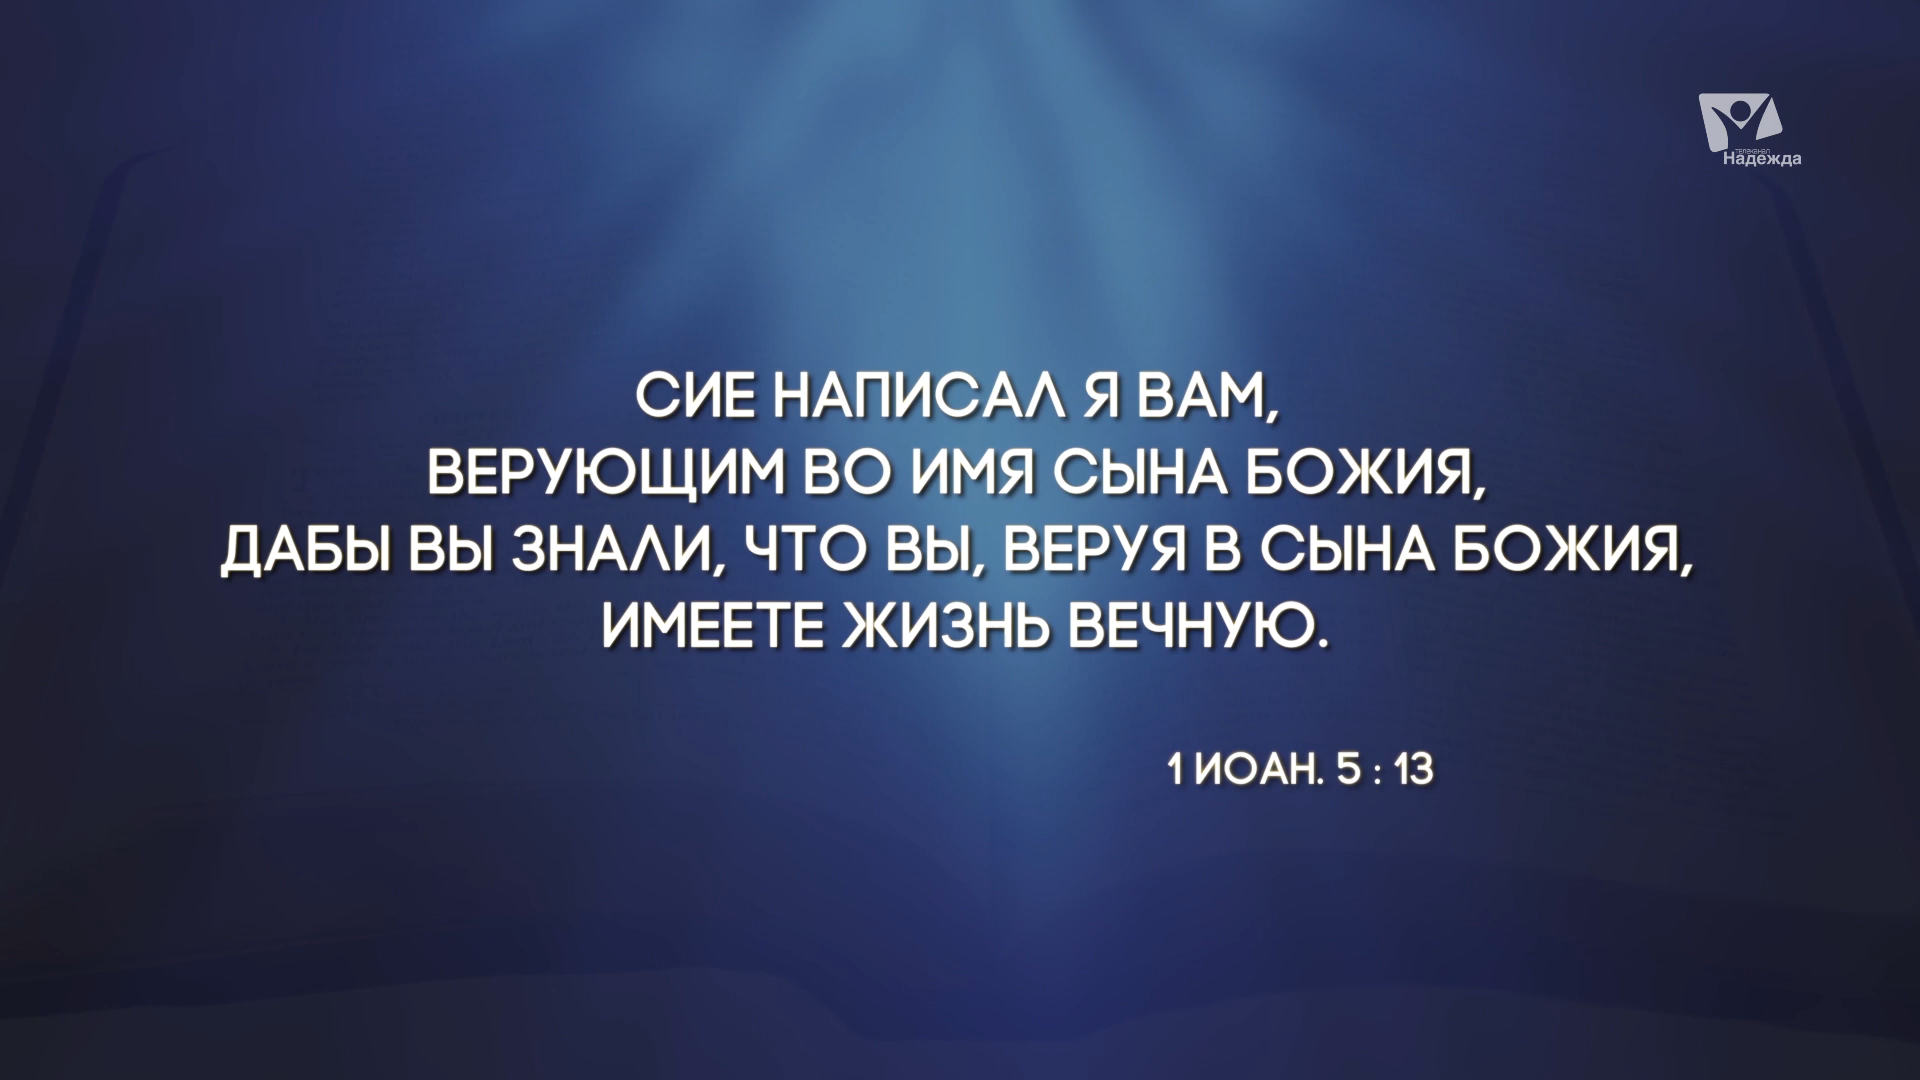 ТЕЛЕКАНАЛ
Надежда
СИЕ НАПИСАЛ Я ВАМ,
ВЕРУЮЩИМ ВО ИМЯ СЫНА БОЖИЯ,
ДАБЫ ВЫ ЗНАЛИ, ЧТО ВЫ, ВЕРУЯ В СЫНА БОЖИЯ,
ИМЕЕТЕ ЖИЗНЬ ВЕЧНУЮ.
1 ИОАН. 5 : 13